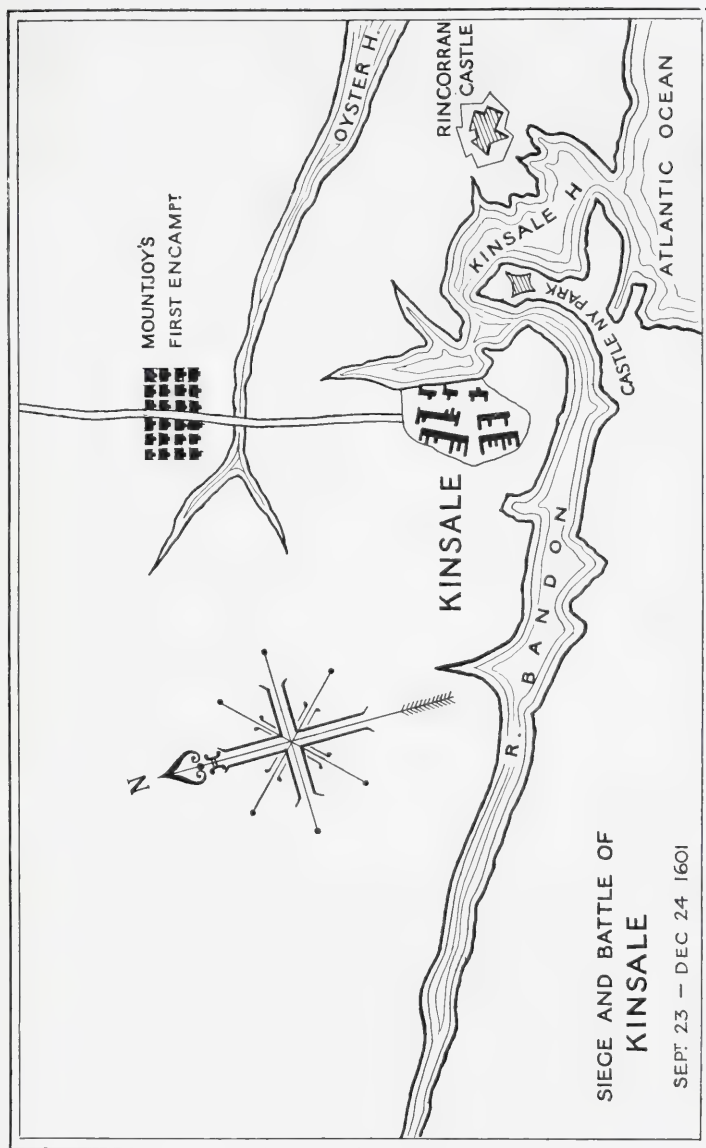 MOUNTJOY'S
FIRST ENCAMPT
OYSTER H.
RINCORRAN
CASTLE
N
KINSALE
KINSALE H
CASTLE NY PARK
R. BANDON
ATLANTIC OCEAN
SIEGE AND BATTLE OF
KINSALE
SEPT 23 — DEC 24 1601